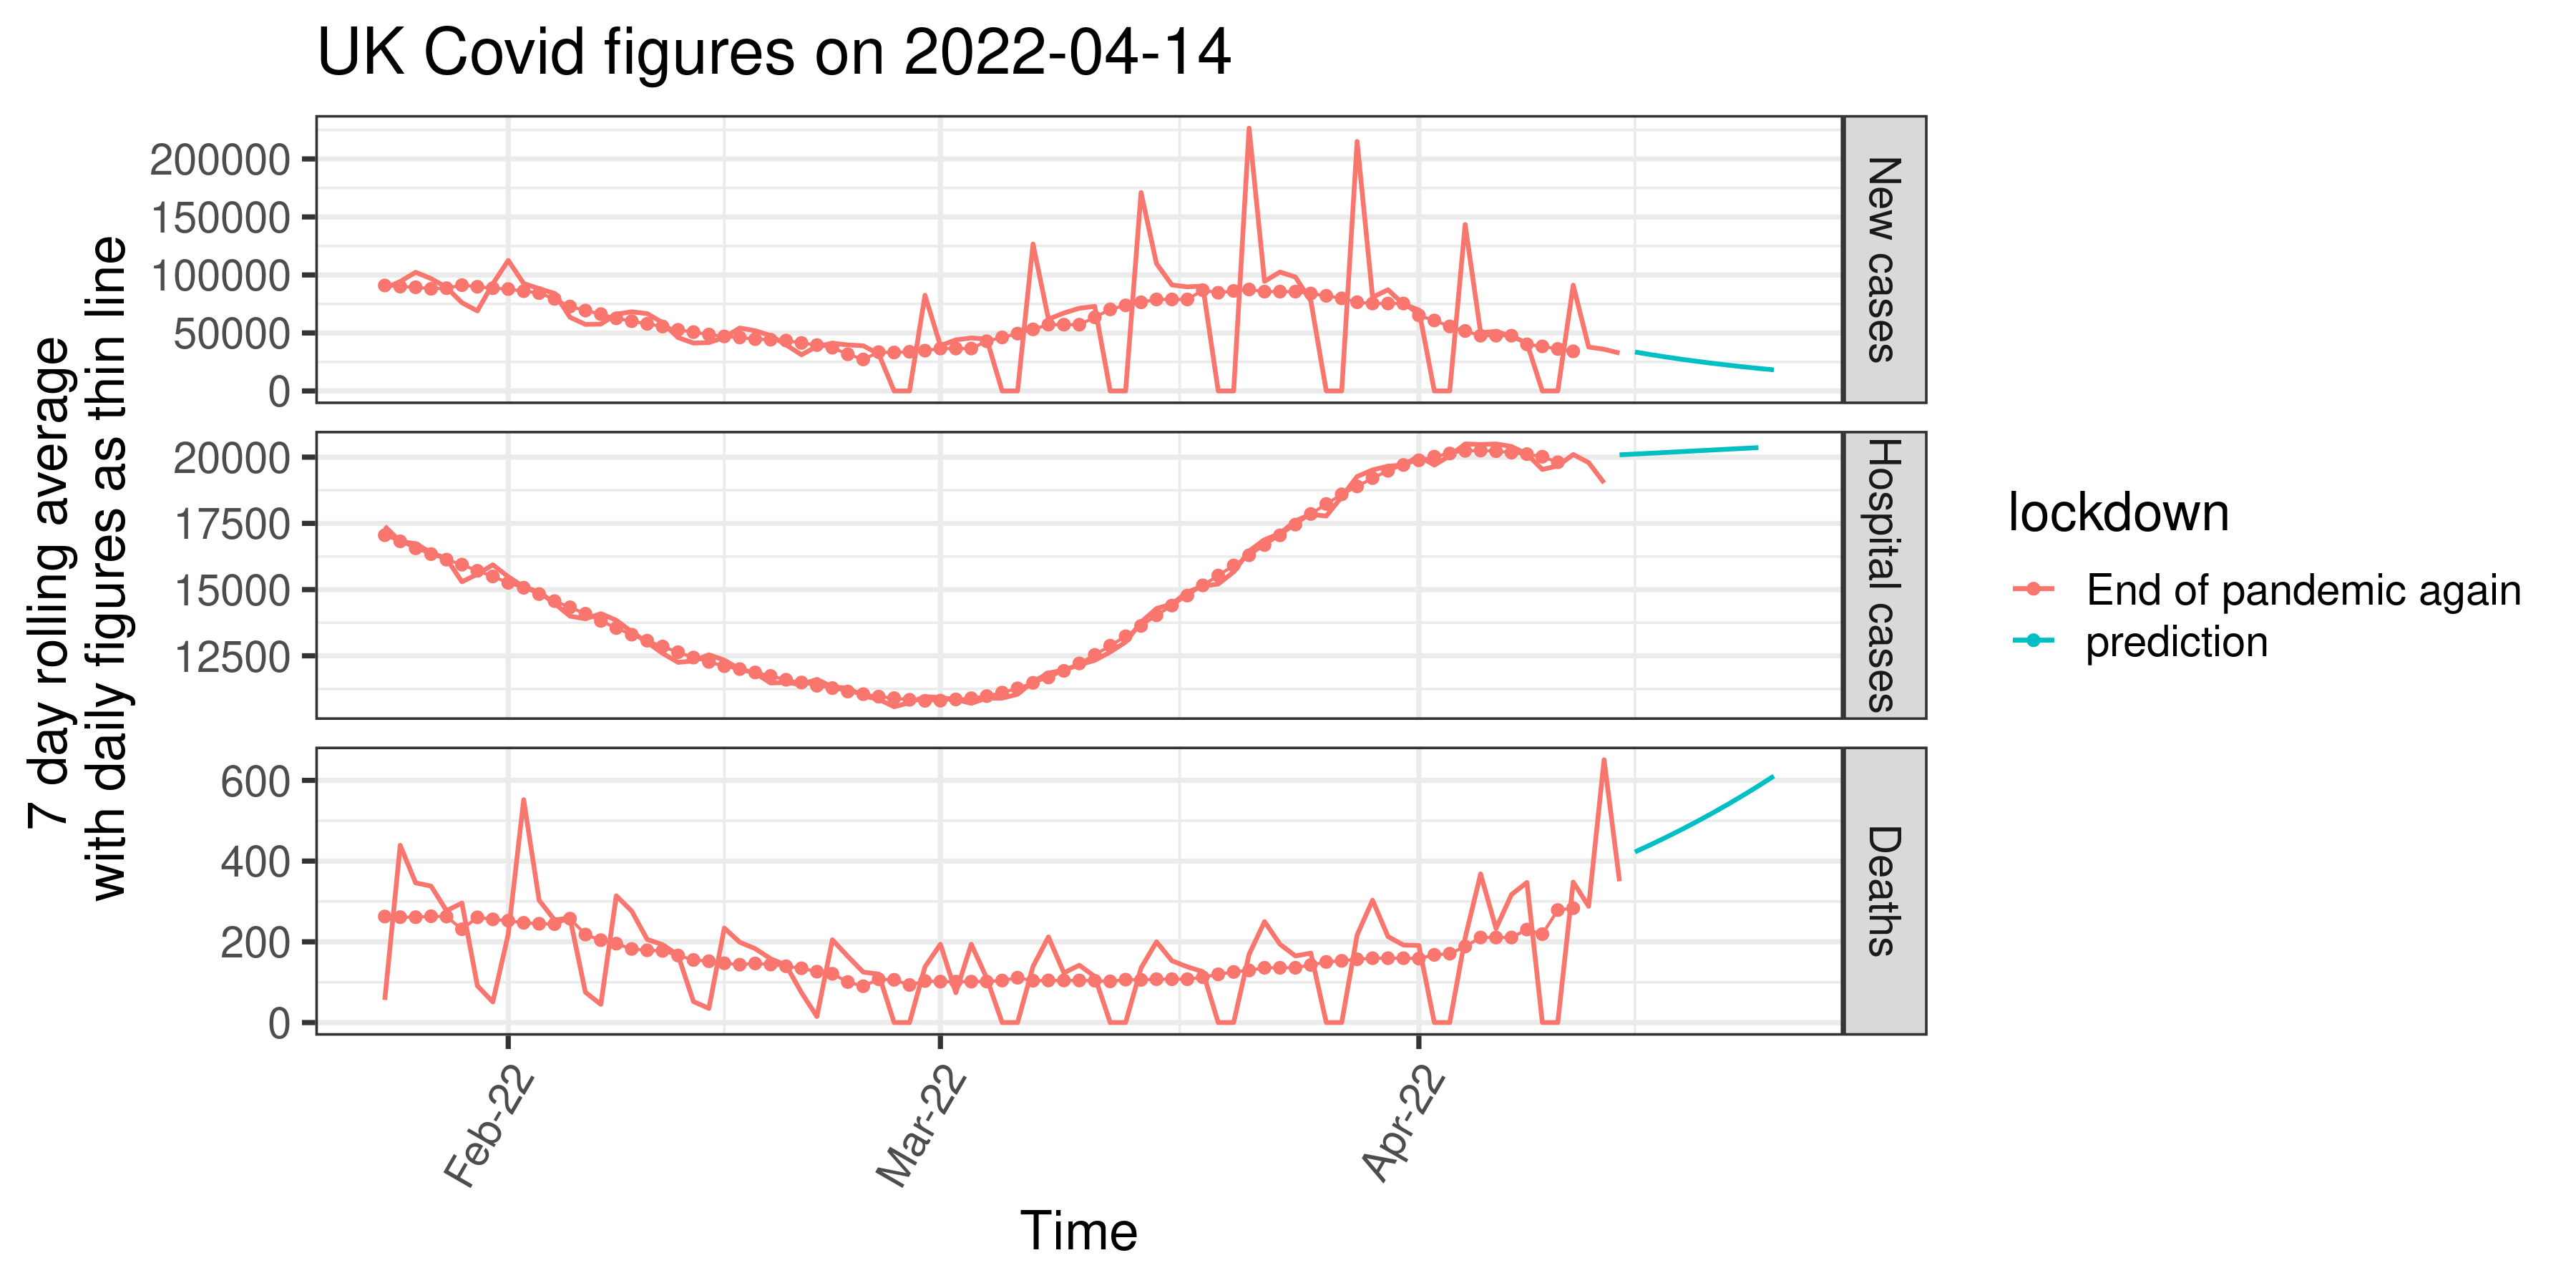 UK Covid figures on 2022-04-14
7 day rolling average
with daily figures as thin line
200000
150000
100000
50000
0
New cases
20000
17500
15000
12500
Hospital cases
600
400
200
0
Deaths
Feb-22
Mar-22
Apr-22
Time
lockdown
End of pandemic again
prediction